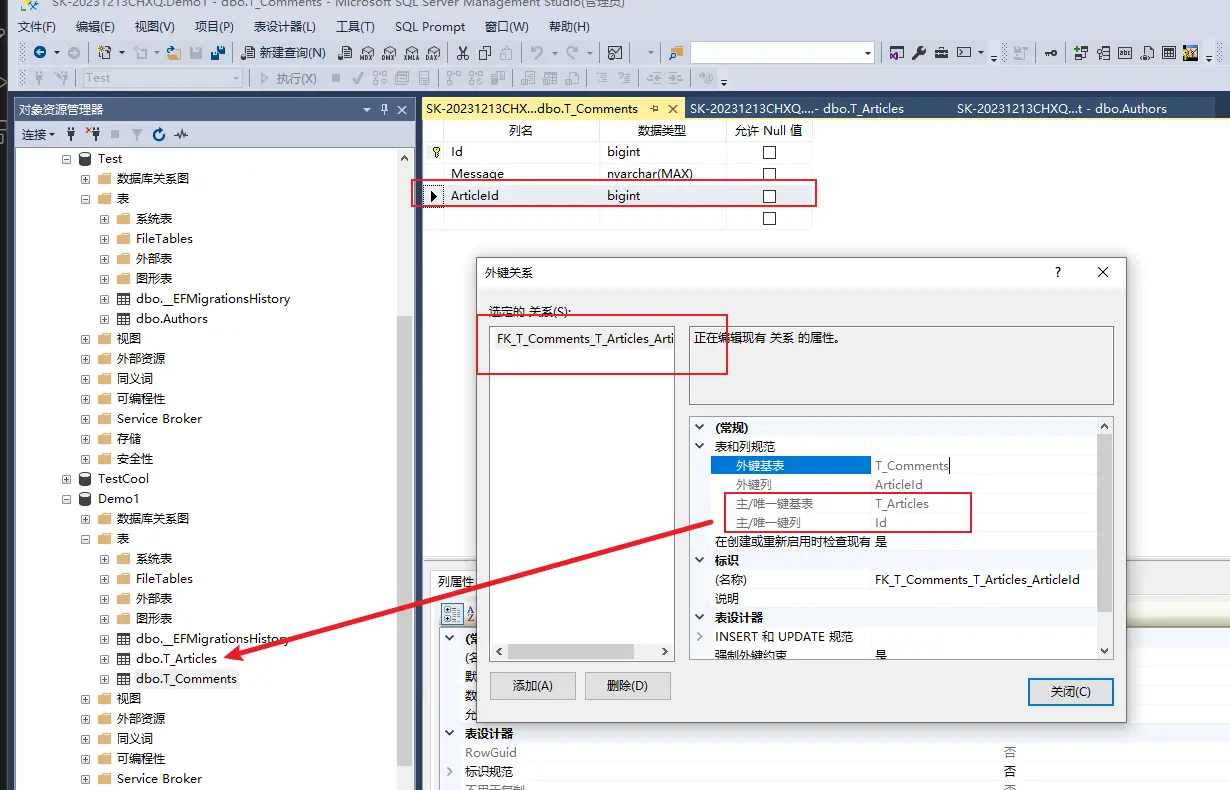 SK-20231213CHXQ.Demo1 - dbo.T_Comments - Microsoft SQL Server Management Studio(管理员)
文件(F) 编辑(E) 视图(V) 项目(P) 表设计器(L) 工具(T) SQL Prompt 窗口(W) 帮助(H)
新建查询(N) MDX DMX XMLA DAX
Test 执行(X)
对象资源管理器
连接
Test
数据库关系图
表
系统表
FileTables
外部表
图形表
dbo.__EFMigrationsHistory
dbo.Authors
视图
外部资源
同义词
可编程性
Service Broker
存储
安全性
TestCool
Demo1
数据库关系图
表
系统表
FileTables
外部表
图形表
dbo.__EFMigrationsHistory
dbo.T_Articles
dbo.T_Comments
视图
外部资源
同义词
可编程性
Service Broker
SK-20231213CHX...dbo.T_Comments SK-20231213CHXQ....- dbo.T_Articles SK-20231213CHXQ...t - dbo.Authors
列名 数据类型 允许 Null 值
Id bigint
Message nvarchar(MAX)
ArticleId bigint
外键关系 ?
选定的 关系(S):
FK_T_Comments_T_Articles_Arti
正在编辑现有 关系 的属性。
(常规)
表和列规范
外键基表 T_Comments
外键列 ArticleId
主/唯一键基表 T_Articles
主/唯一键列 Id
在创建或重新启用时检查现有 是
标识
(名称) FK_T_Comments_T_Articles_ArticleId
说明
表设计器
INSERT 和 UPDATE 规范
强制外键约束 是
添加(A) 删除(D) 关闭(C)
列属性
表设计器
RowGuid 否
标识规范 否
不用于复制 否